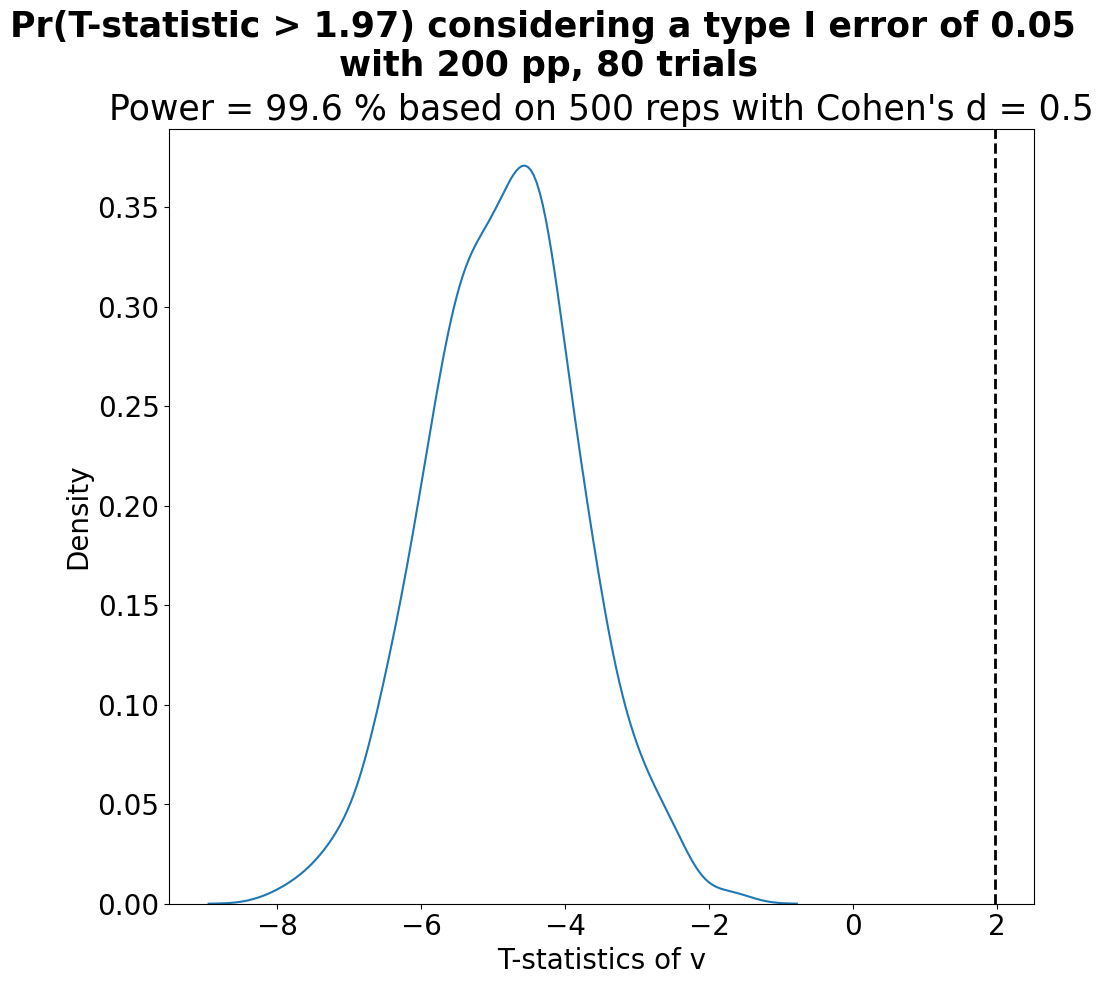 Pr(T-statistic > 1.97) considering a type I error of 0.05
with 200 pp, 80 trials
Power = 99.6 % based on 500 reps with Cohen's d = 0.5
0.35
0.30
0.25
0.20
0.15
0.10
0.05
0.00
Density
−8
−6
−4
−2
0
2
T-statistics of v